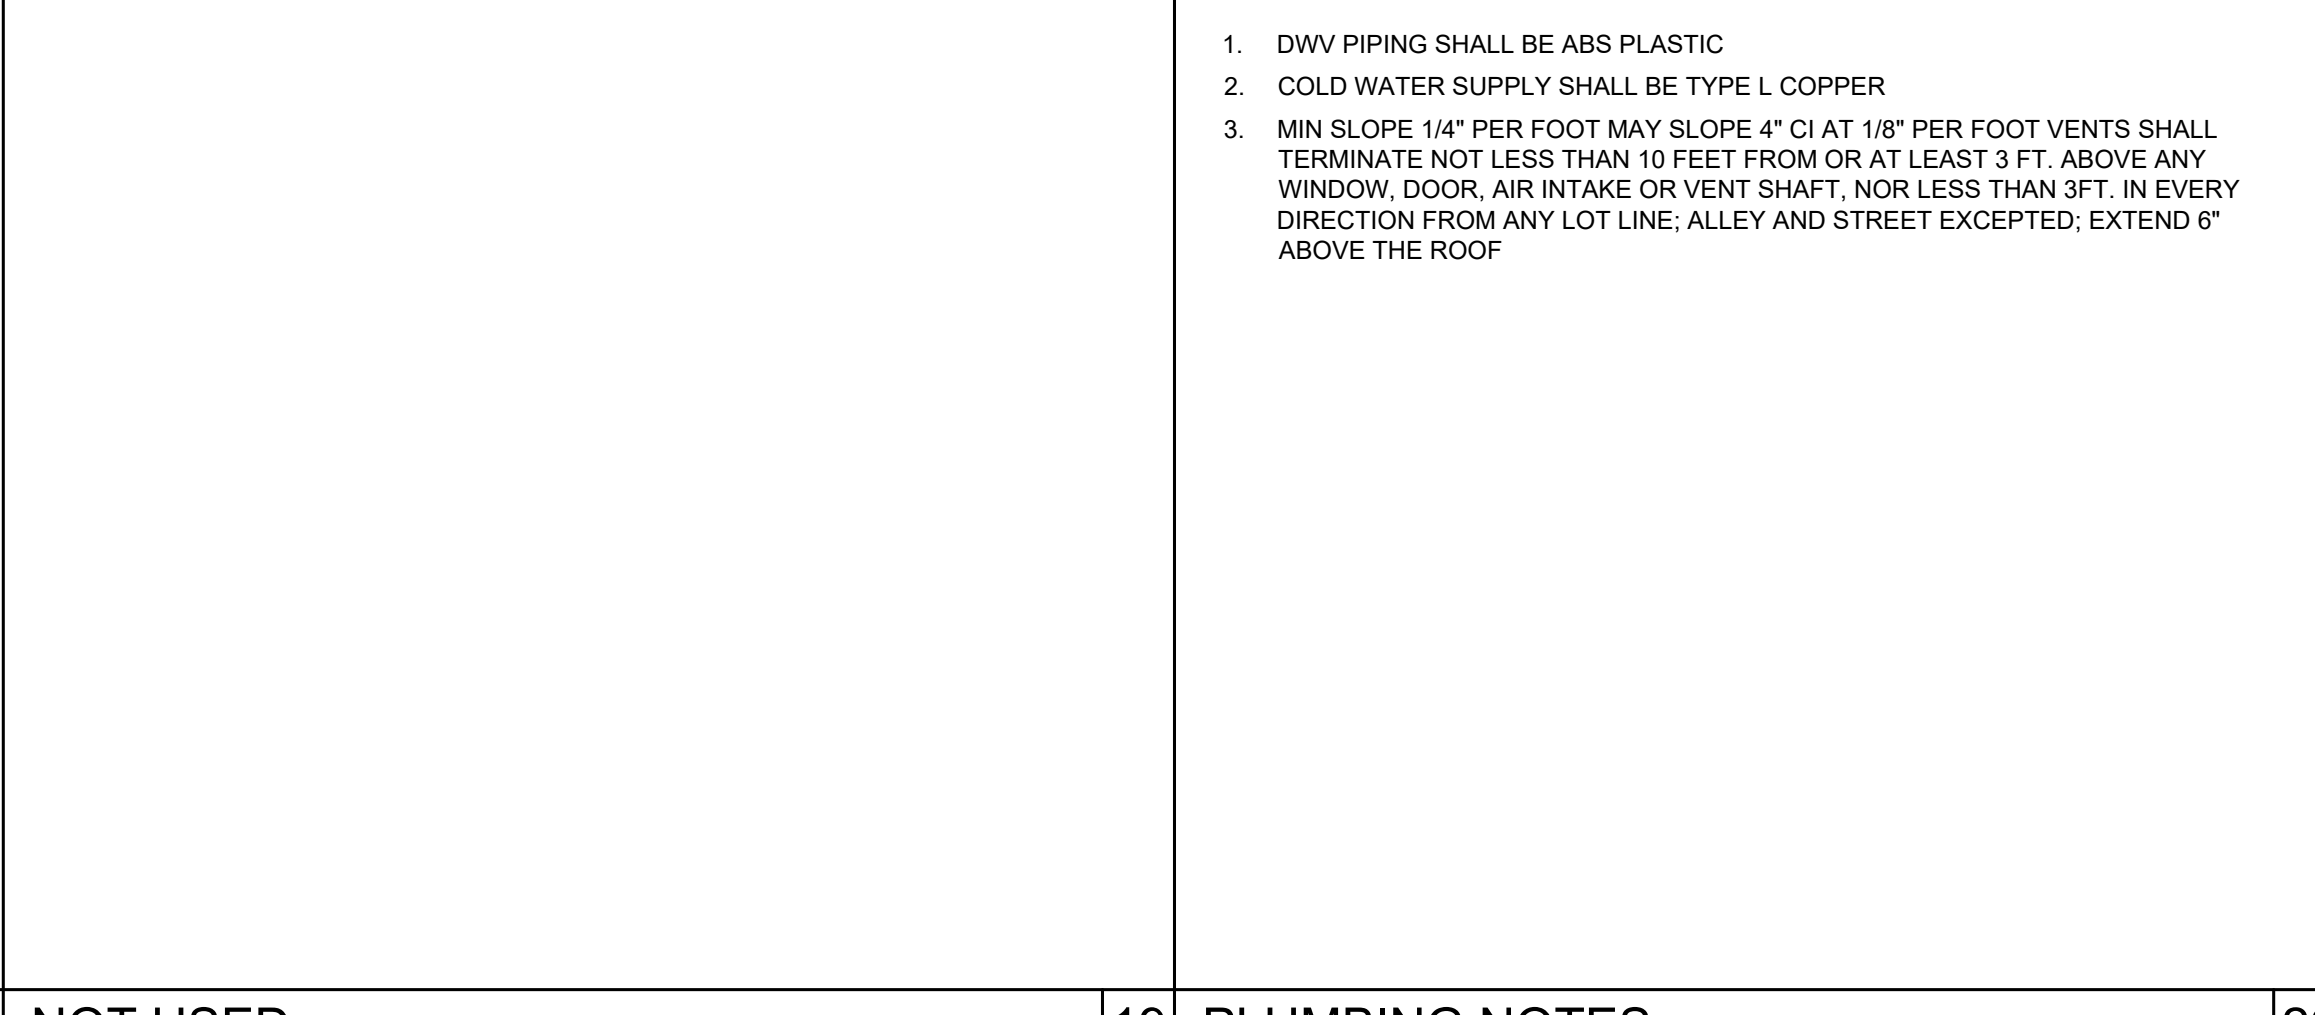 1. DWV PIPING SHALL BE ABS PLASTIC
2. COLD WATER SUPPLY SHALL BE TYPE L COPPER
3. MIN SLOPE 1/4" PER FOOT MAY SLOPE 4" CI AT 1/8" PER FOOT VENTS SHALL
TERMINATE NOT LESS THAN 10 FEET FROM OR AT LEAST 3 FT. ABOVE ANY
WINDOW, DOOR, AIR INTAKE OR VENT SHAFT, NOR LESS THAN 3FT. IN EVERY
DIRECTION FROM ANY LOT LINE; ALLEY AND STREET EXCEPTED; EXTEND 6"
ABOVE THE ROOF
NOT USED
PLUMBING NOTES